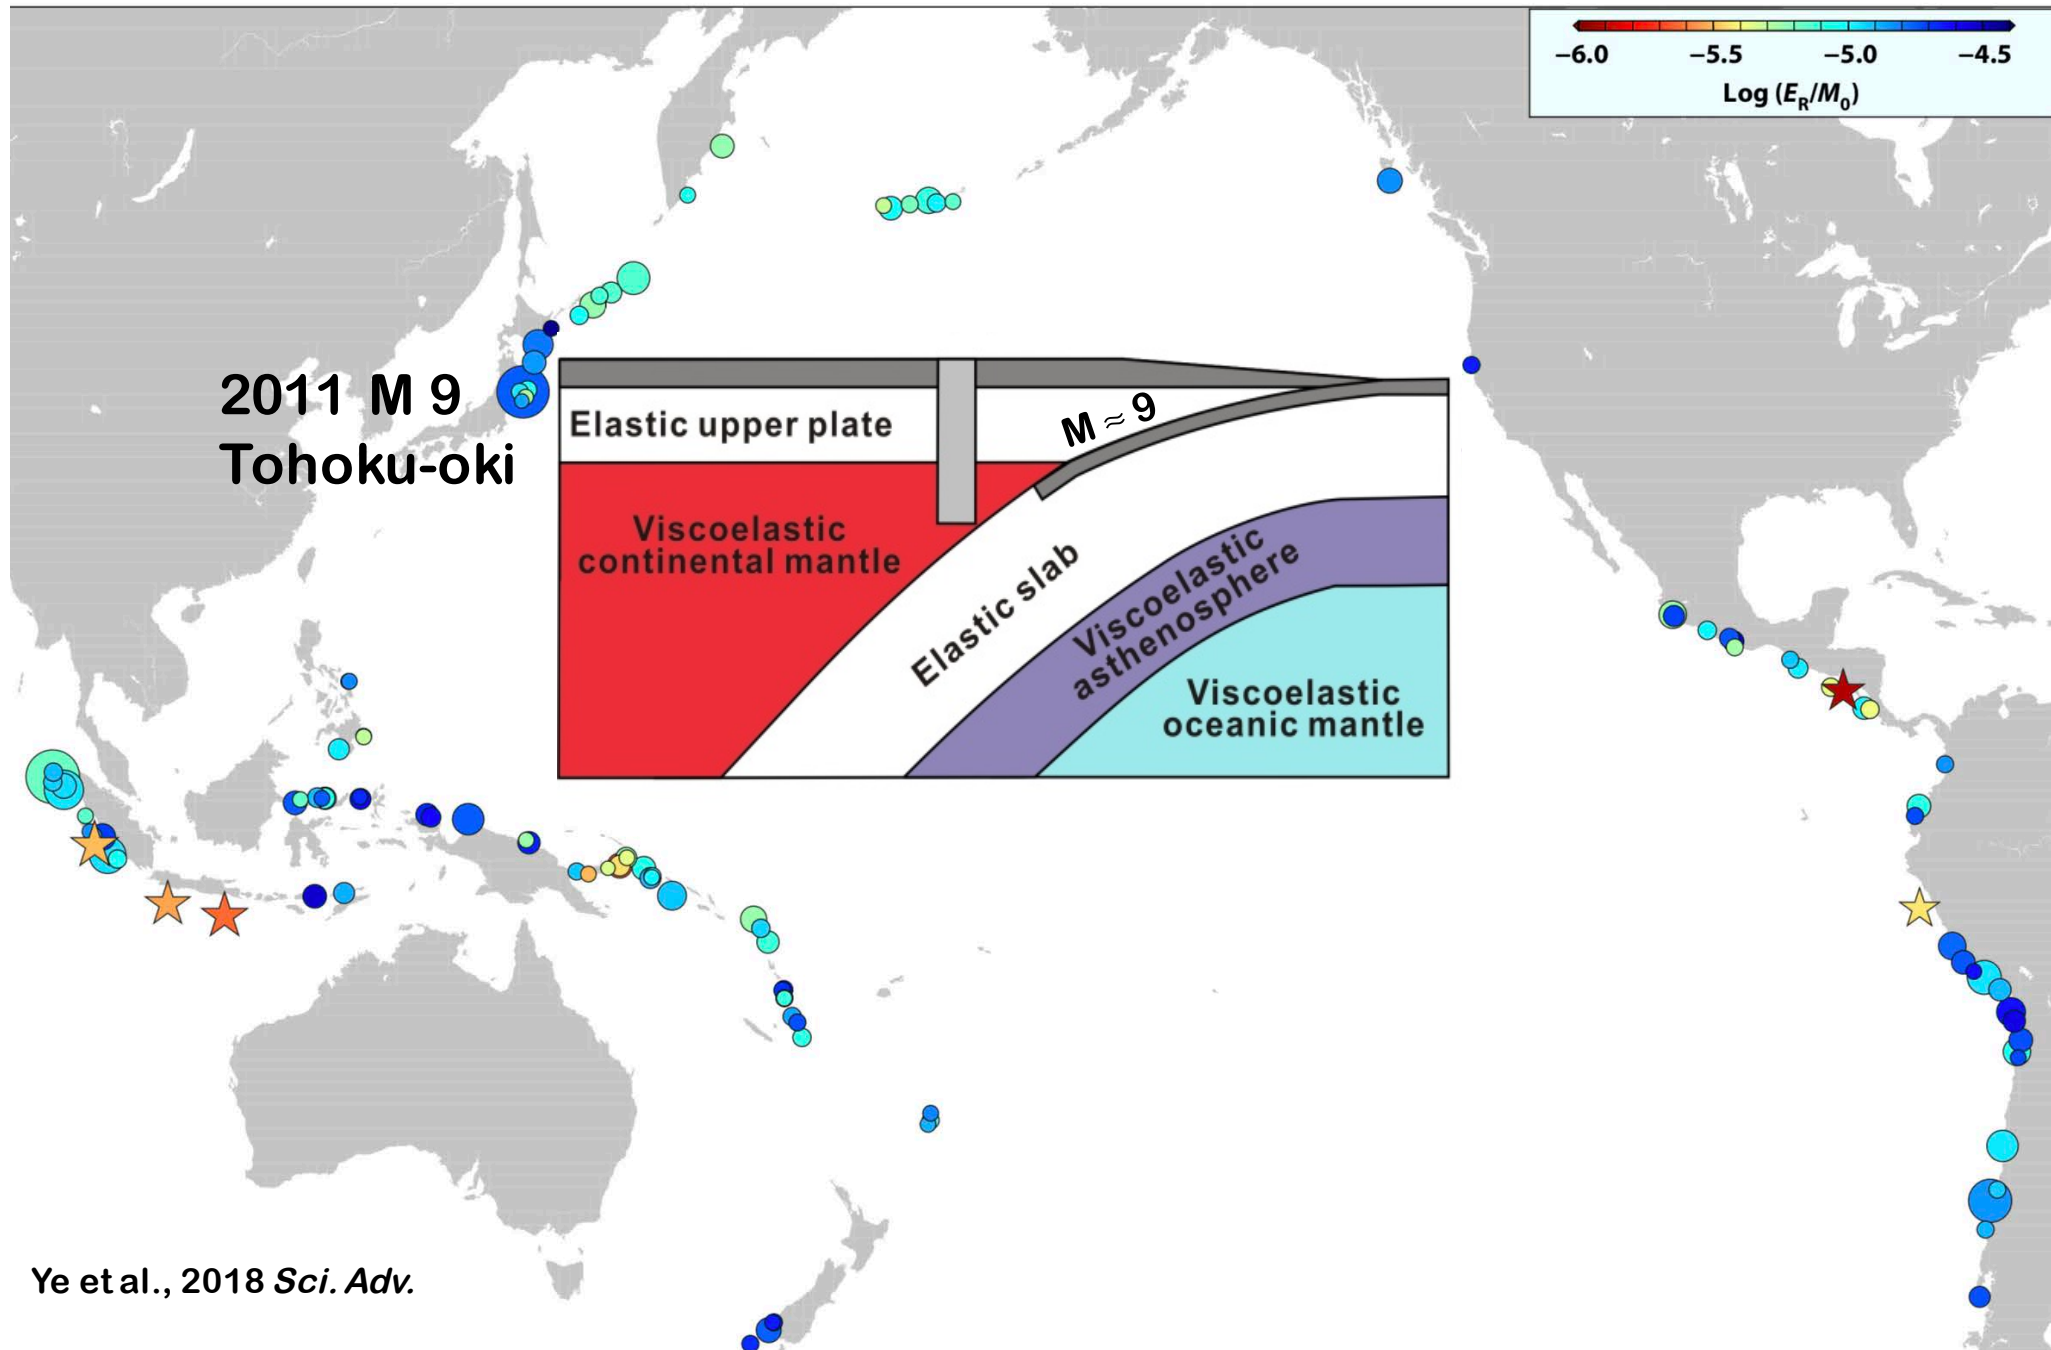 −6.0 −5.5 −5.0 −4.5
Log (E_R/M_0)
2011 M 9
Tohoku-oki
Elastic upper plate
M ≈ 9
Viscoelastic
continental mantle
Elastic slab
Viscoelastic
asthenosphere
Viscoelastic
oceanic mantle
Ye et al., 2018 Sci. Adv.